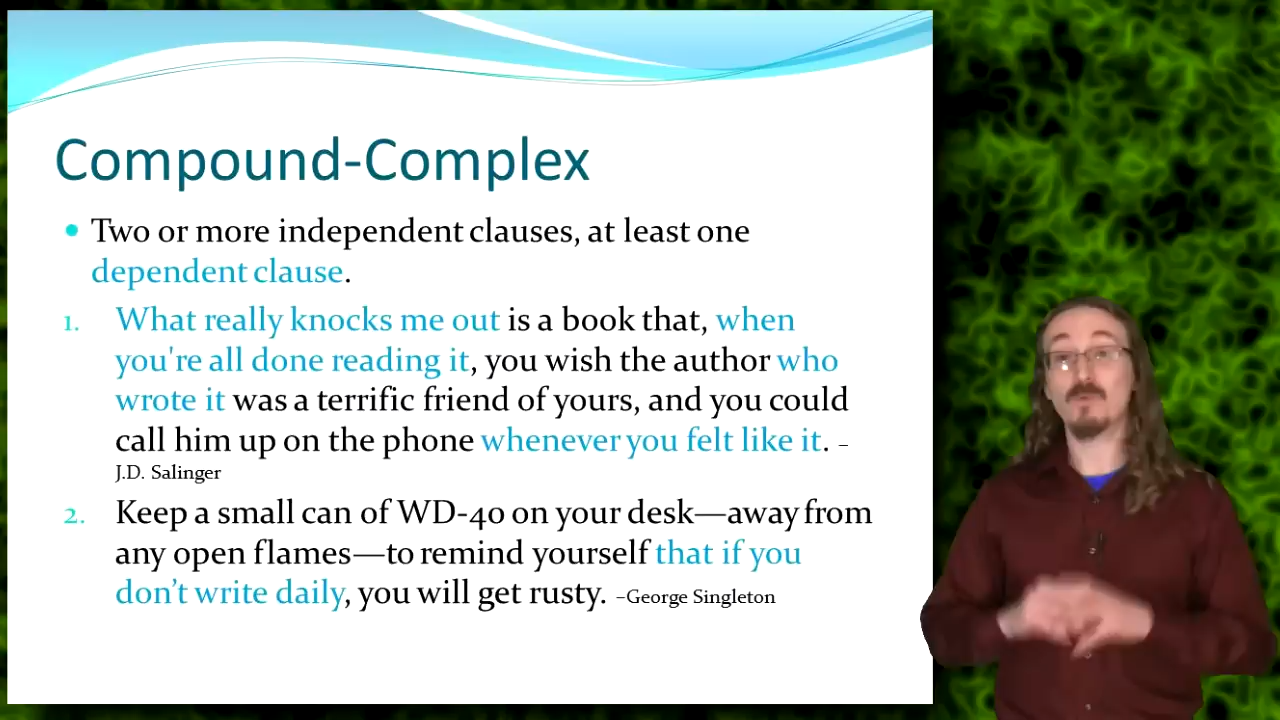 Compound-Complex
• Two or more independent clauses, at least one
dependent clause.
1. What really knocks me out is a book that, when
you're all done reading it, you wish the author who
wrote it was a terrific friend of yours, and you could
call him up on the phone whenever you felt like it. –
J.D. Salinger
2. Keep a small can of WD-40 on your desk—away from
any open flames—to remind yourself that if you
don’t write daily, you will get rusty. –George Singleton